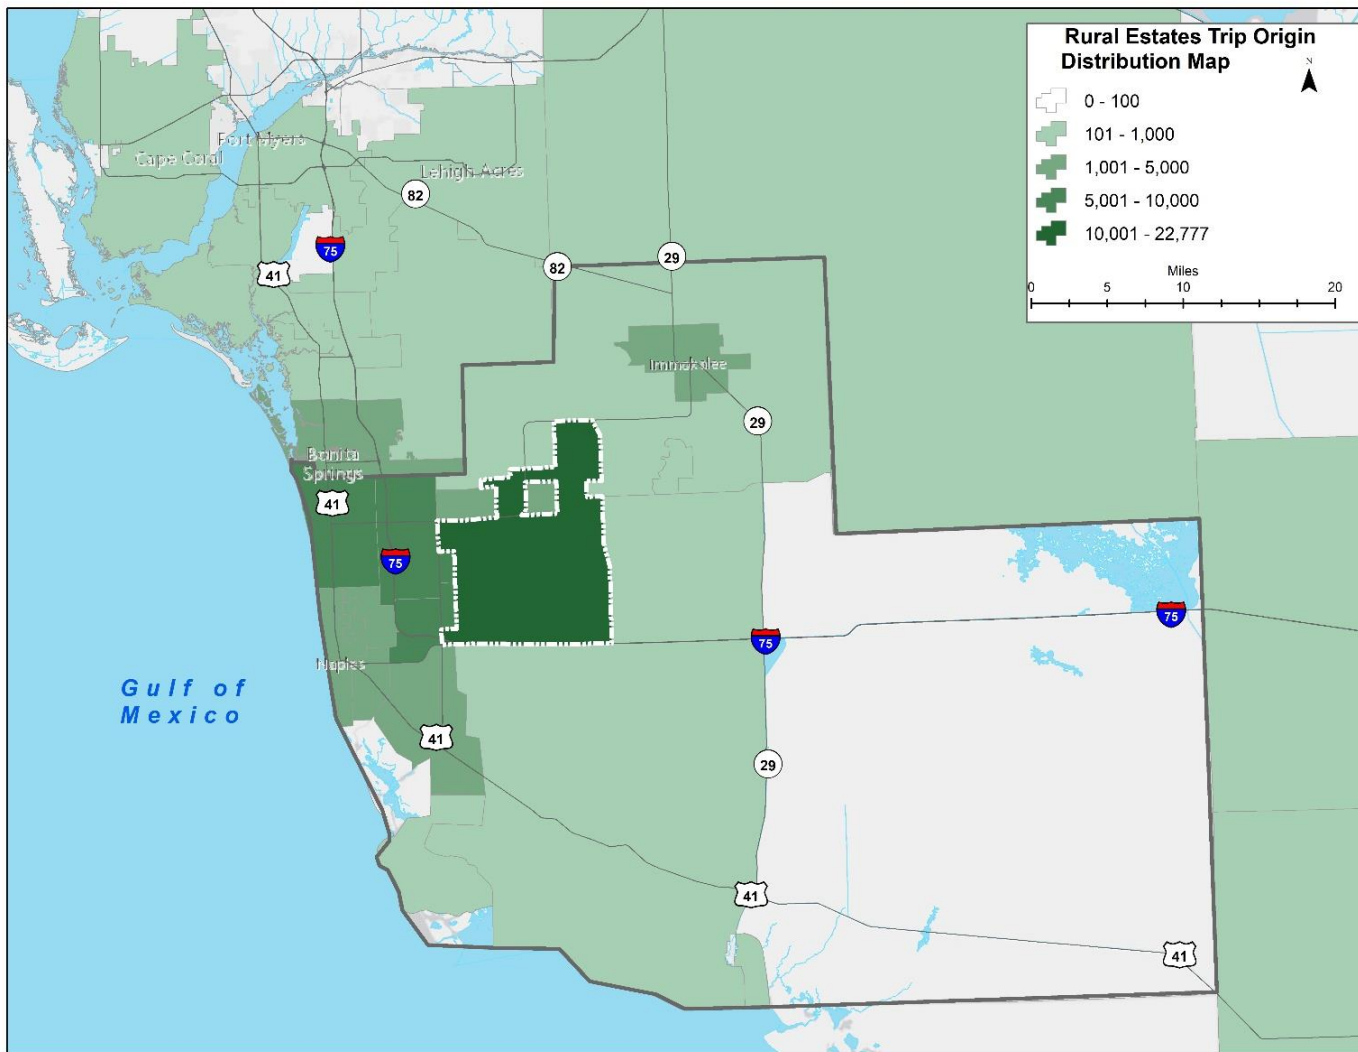 Rural Estates Trip Origin
Distribution Map
N
0 - 100
101 - 1,000
1,001 - 5,000
5,001 - 10,000
10,001 - 22,777
Miles
0 5 10 20
Fort Myers
Cape Coral
Lehigh Acres
82
75
41
82
29
Immokalee
29
Bonita
Springs
41
75
75
75
Naples
Gulf of
Mexico
41
29
41
41